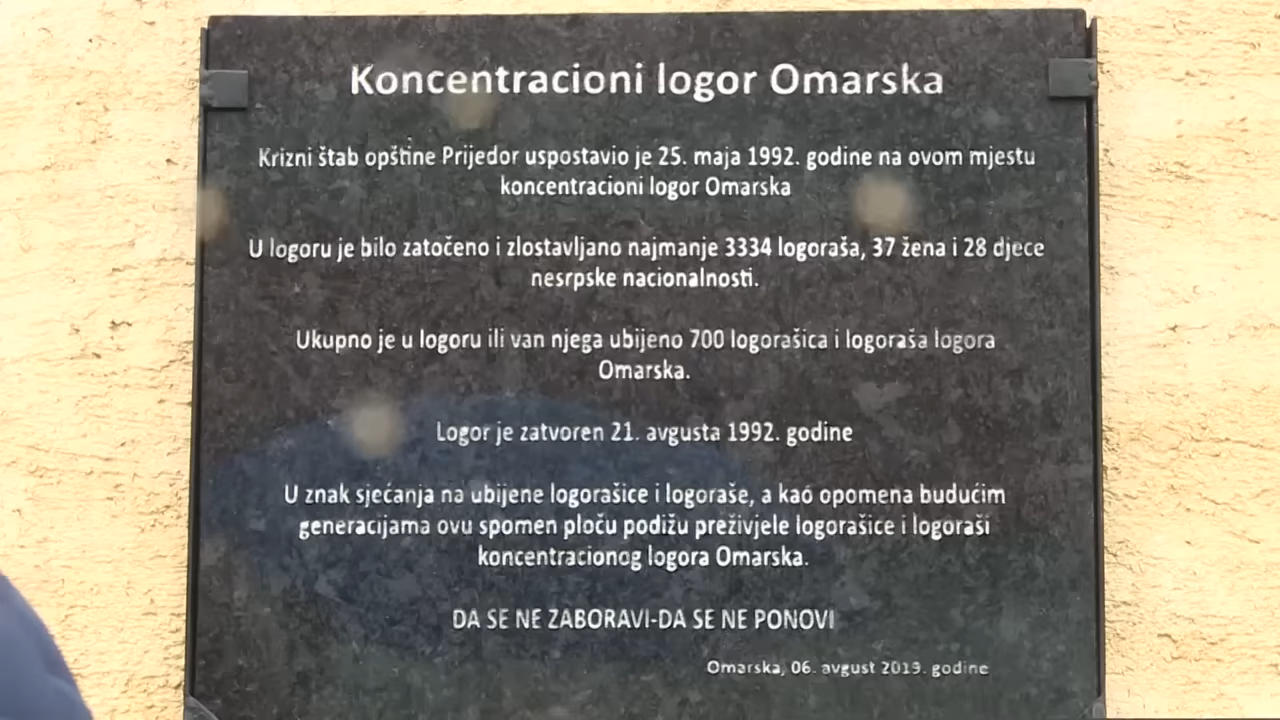 Koncentracioni logor Omarska
Krizni štab opštine Prijedor uspostavio je 25. maja 1992. godine na ovom mjestu
koncentracioni logor Omarska
U logoru je bilo zatočeno i zlostavljano najmanje 3334 logoraša, 37 žena i 28 djece
nesrpske nacionalnosti.
Ukupno je u logoru ili van njega ubijeno 700 logorašica i logoraša logora
Omarska.
Logor je zatvoren 21. avgusta 1992. godine
U znak sjećanja na ubijene logorašice i logoraše, a kao opomena budućim
generacijama ovu spomen ploču podižu preživjele logorašice i logoraši
koncentracionog logora Omarska.
DA SE NE ZABORAVI-DA SE NE PONOVI
Omarska, 06. avgust 2019. godine